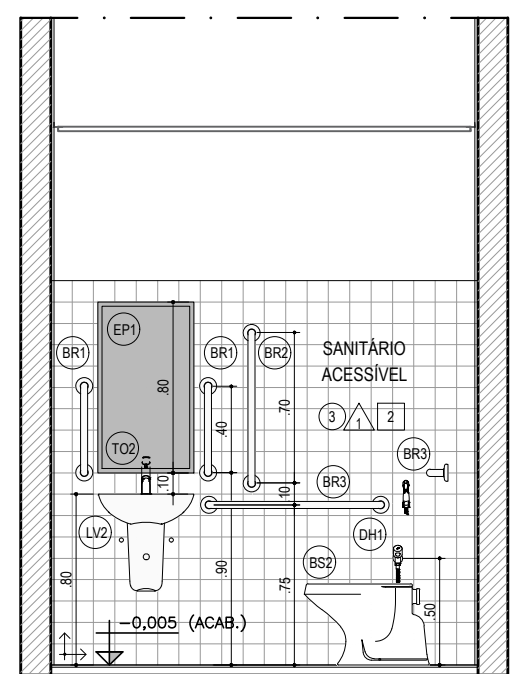 EP1
BR1
BR1
BR2
SANITÁRIO
ACESSÍVEL
.80
.40
.70
3
1
2
TO2
BR3
.10
.10
BR3
LV2
DH1
BS2
.80
.90
.75
.50
-0,005 (ACAB.)